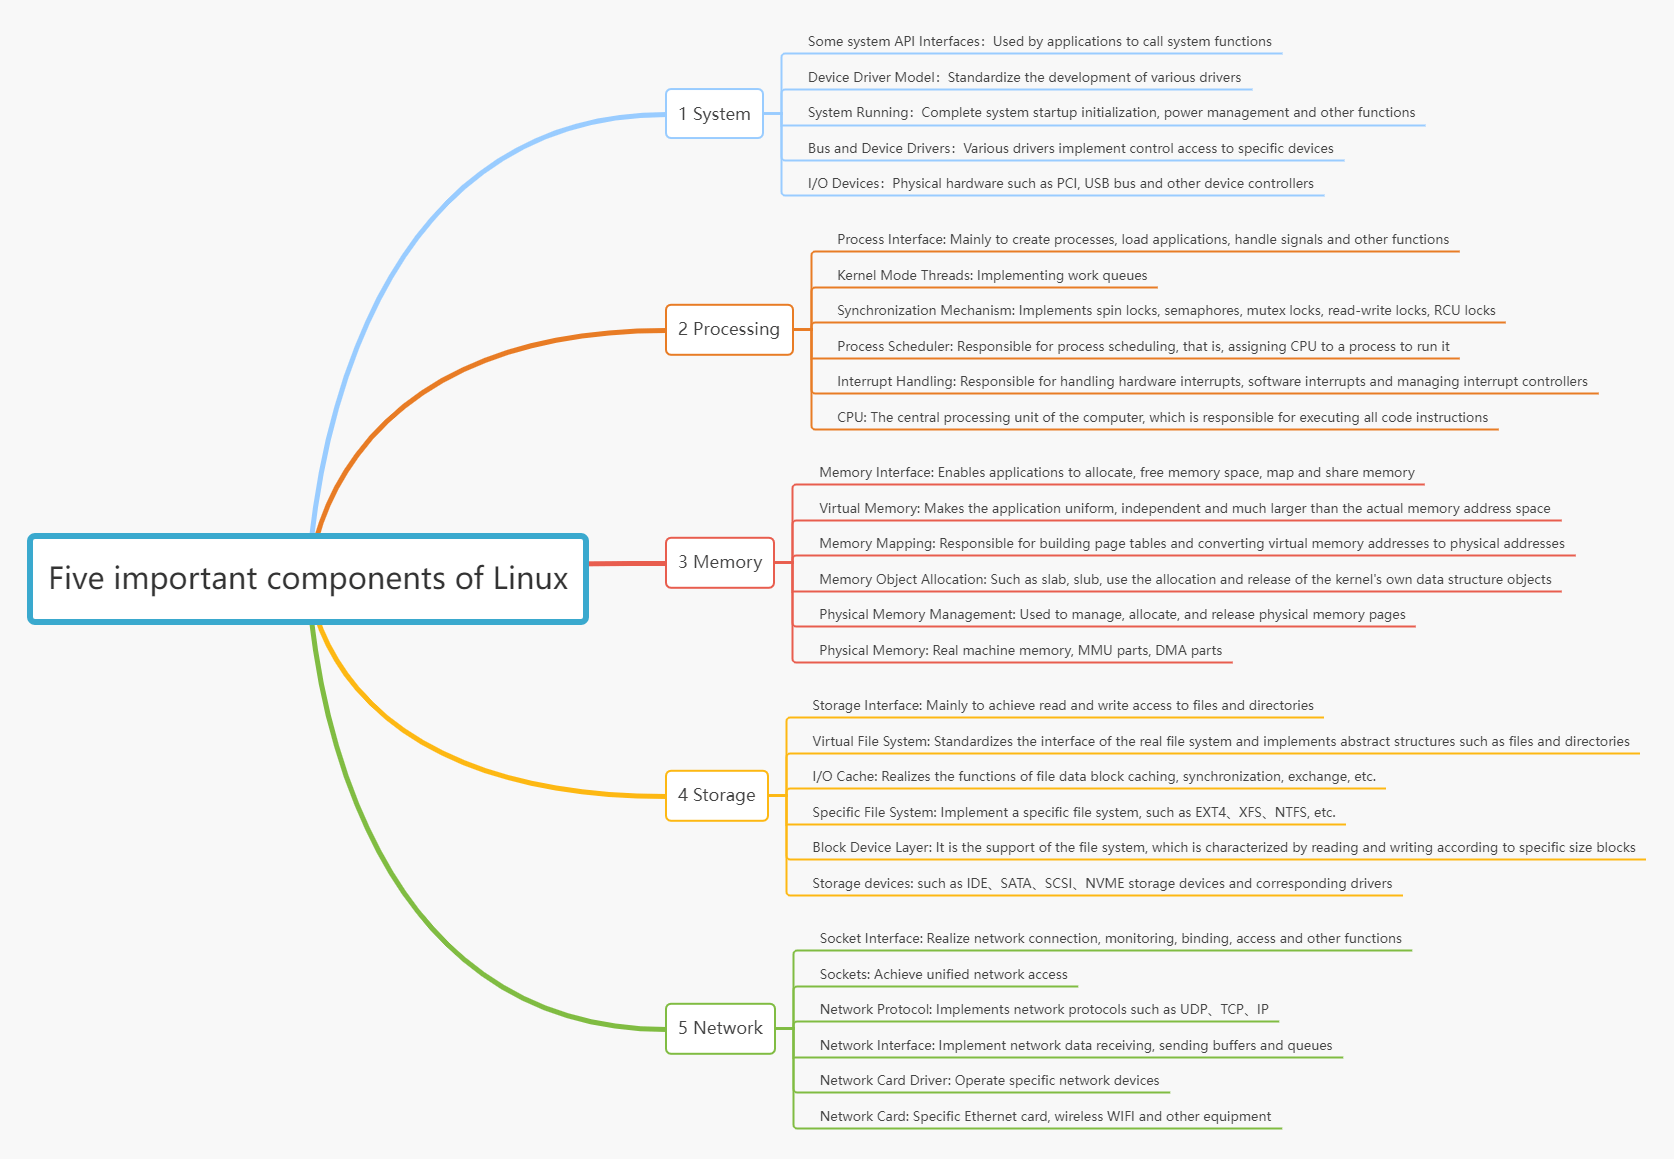 Five important components of Linux
1 System
Some system API Interfaces：Used by applications to call system functions
Device Driver Model：Standardize the development of various drivers
System Running：Complete system startup initialization, power management and other functions
Bus and Device Drivers：Various drivers implement control access to specific devices
I/O Devices：Physical hardware such as PCI, USB bus and other device controllers
2 Processing
Process Interface: Mainly to create processes, load applications, handle signals and other functions
Kernel Mode Threads: Implementing work queues
Synchronization Mechanism: Implements spin locks, semaphores, mutex locks, read-write locks, RCU locks
Process Scheduler: Responsible for process scheduling, that is, assigning CPU to a process to run it
Interrupt Handling: Responsible for handling hardware interrupts, software interrupts and managing interrupt controllers
CPU: The central processing unit of the computer, which is responsible for executing all code instructions
3 Memory
Memory Interface: Enables applications to allocate, free memory space, map and share memory
Virtual Memory: Makes the application uniform, independent and much larger than the actual memory address space
Memory Mapping: Responsible for building page tables and converting virtual memory addresses to physical addresses
Memory Object Allocation: Such as slab, slub, use the allocation and release of the kernel's own data structure objects
Physical Memory Management: Used to manage, allocate, and release physical memory pages
Physical Memory: Real machine memory, MMU parts, DMA parts
4 Storage
Storage Interface: Mainly to achieve read and write access to files and directories
Virtual File System: Standardizes the interface of the real file system and implements abstract structures such as files and directories
I/O Cache: Realizes the functions of file data block caching, synchronization, exchange, etc.
Specific File System: Implement a specific file system, such as EXT4、XFS、NTFS, etc.
Block Device Layer: It is the support of the file system, which is characterized by reading and writing according to specific size blocks
Storage devices: such as IDE、SATA、SCSI、NVME storage devices and corresponding drivers
5 Network
Socket Interface: Realize network connection, monitoring, binding, access and other functions
Sockets: Achieve unified network access
Network Protocol: Implements network protocols such as UDP、TCP、IP
Network Interface: Implement network data receiving, sending buffers and queues
Network Card Driver: Operate specific network devices
Network Card: Specific Ethernet card, wireless WIFI and other equipment